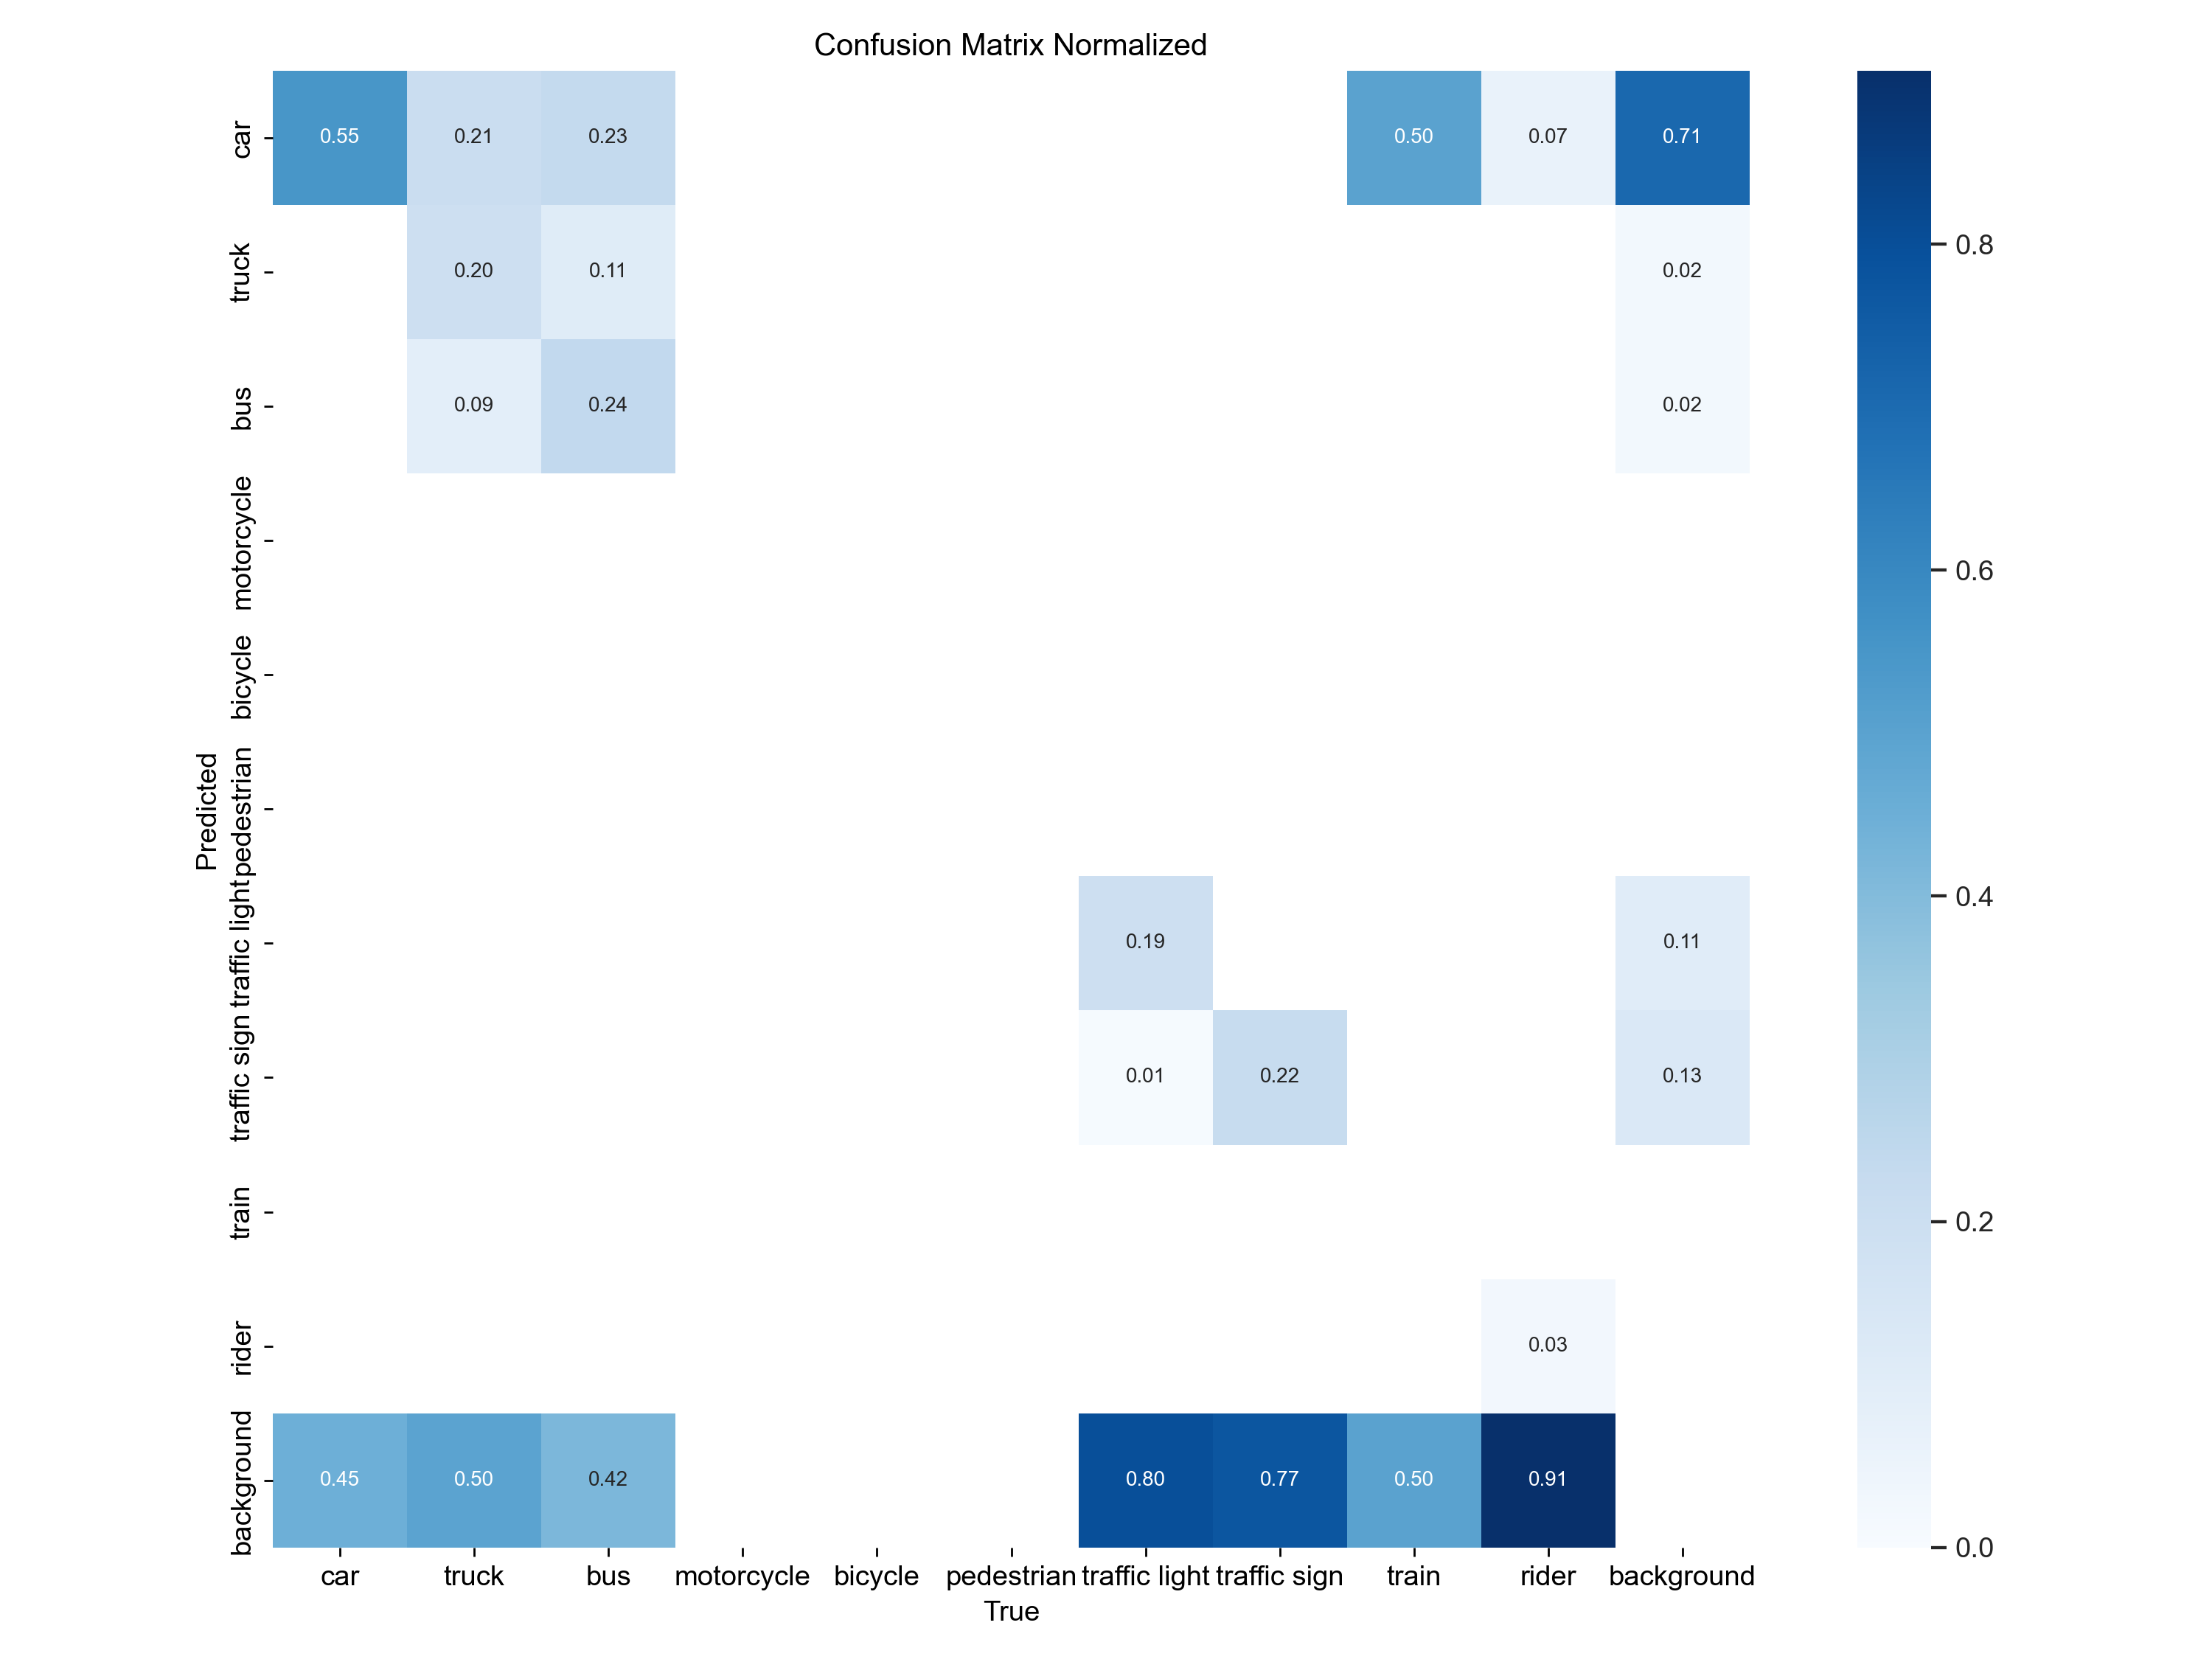 Confusion Matrix Normalized
car
0.55 0.21 0.23 0.50 0.07 0.71
truck
0.20 0.11 0.02
0.8
bus
0.09 0.24 0.02
motorcycle
0.6
bicycle
Predicted
pedestrian
0.4
traffic light
0.19 0.11
traffic sign
0.01 0.22 0.13
train
0.2
rider
0.03
background
0.45 0.50 0.42 0.80 0.77 0.50 0.91
0.0
car truck bus motorcycle bicycle pedestrian traffic light traffic sign train rider background
True